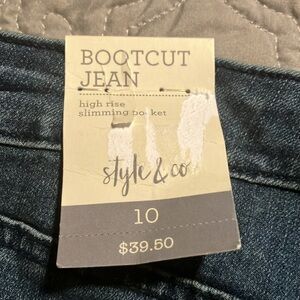 BOOTCUT
JEAN
high rise
slimming pocket
style & co
10
$39.50